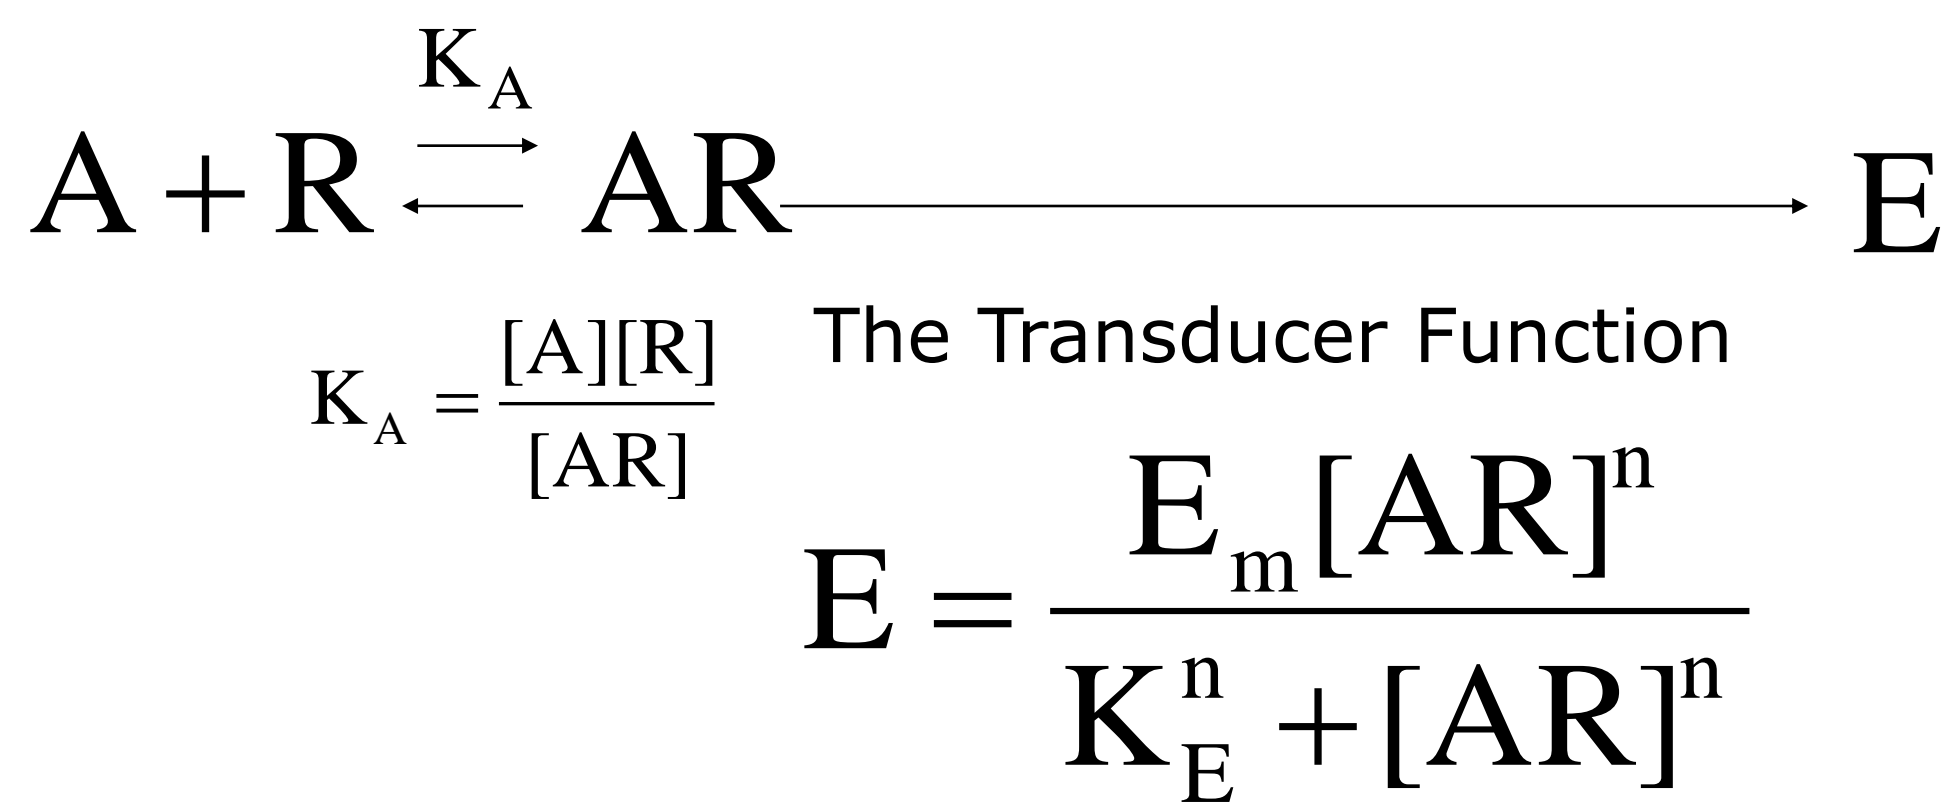 K_A
A + R ⇌ AR → E
The Transducer Function
K_A = [A][R] / [AR]
E = E_m[AR]^n / K_E^n + [AR]^n